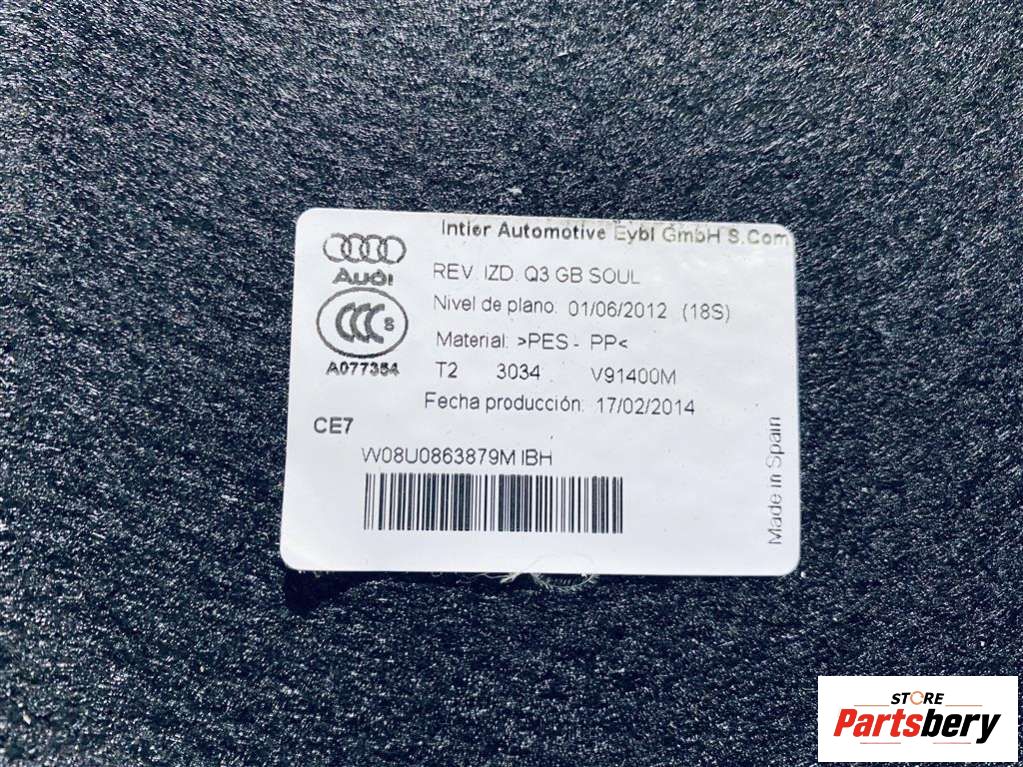 Intier Automotive Eybl GmbH S.Com
Audi
REV. IZD. Q3 GB SOUL
Nivel de plano: 01/06/2012 (18S)
CCC S
Material: >PES - PP<
A077354
T2 3034 V91400M
Fecha producción: 17/02/2014
CE7
W08U0863879M IBH
Made in Spain
STORE
Partsbery